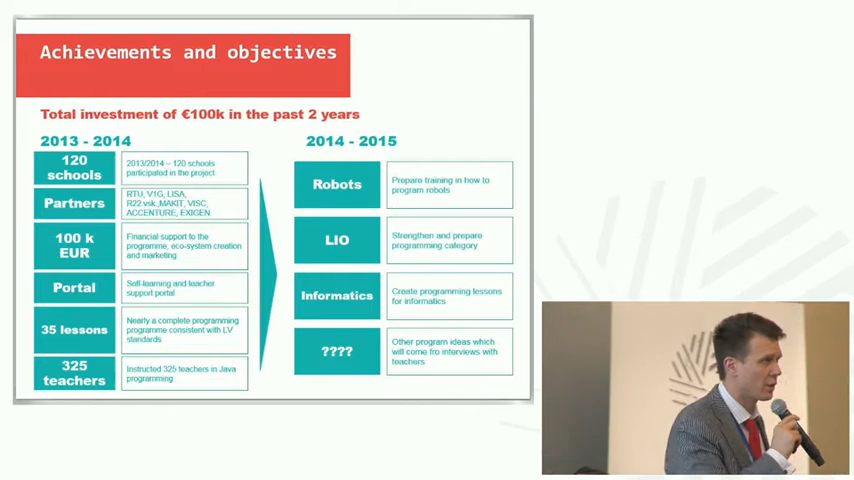 Achievements and objectives
Total investment of €100k in the past 2 years
2013 - 2014
120
schools
2013/2014 – 120 schools
participated in the project
Partners
RTU, V1G, LISA,
R22 vsk.,MAKIT, VISC,
ACCENTURE, EXIGEN
100 k
EUR
Financial support to the
programme, eco-system creation
and marketing
Portal
Self-learning and teacher
support portal
35 lessons
Nearly a complete programming
programme consistent with LV
standards
325
teachers
Instructed 325 teachers in Java
programming
2014 - 2015
Robots
Prepare training in how to
program robots
LIO
Strengthen and prepare
programming category
Informatics
Create programming lessons
for informatics
????
Other program ideas which
will come fro interviews with
teachers